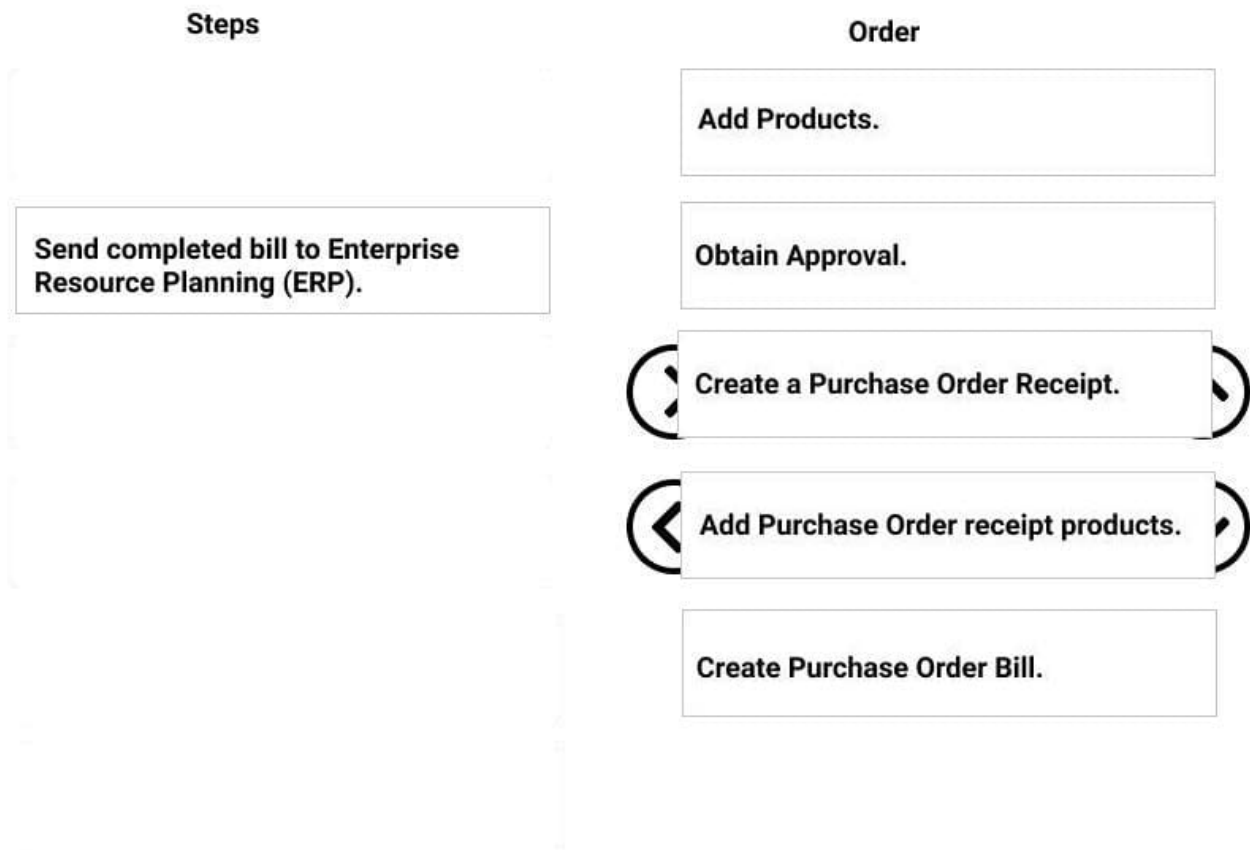 Steps
Order
Add Products.
Send completed bill to Enterprise
Resource Planning (ERP).
Obtain Approval.
Create a Purchase Order Receipt.
Add Purchase Order receipt products.
Create Purchase Order Bill.